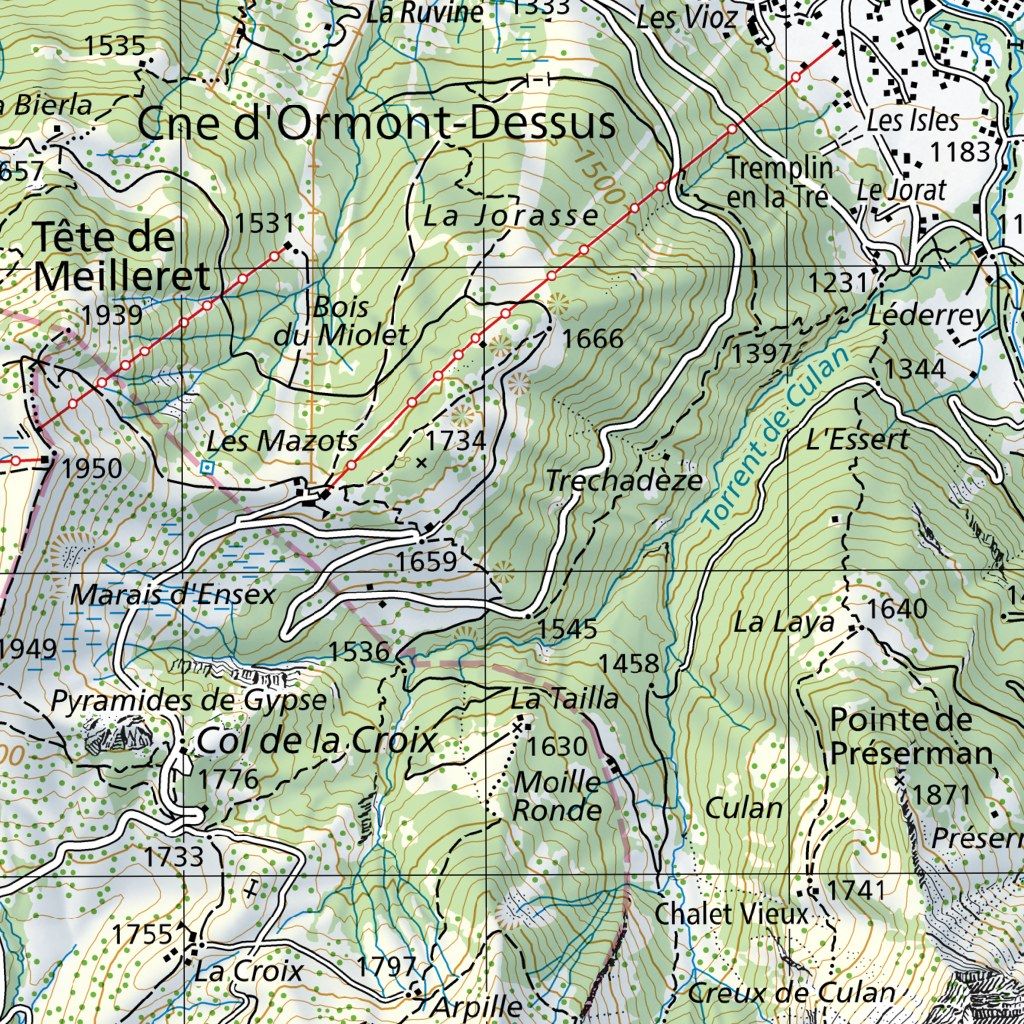 La Ruvine
1333
Les Vioz
1535
Bierla
Cne d'Ormont-Dessus
Les Isles
1183
1500
Tremplin
en la Tré
Le Jorat
La Jorasse
1531
Tête de
Meilleret
1231
Bois
du Miolet
1939
Léderrey
1666
1397
1344
Torrent de Culan
Les Mazots
1734
L'Essert
1950
Trechadèze
1659
Marais d'Ensex
1640
La Laya
1545
1949
1536
1458
Pyramides de Gypse
La Tailla
Pointe de
Préserman
Col de la Croix
1630
1776
Moille
Ronde
1871
Culan
1733
1741
Chalet Vieux
1755
La Croix
1797
Creux de Culan
Arpille